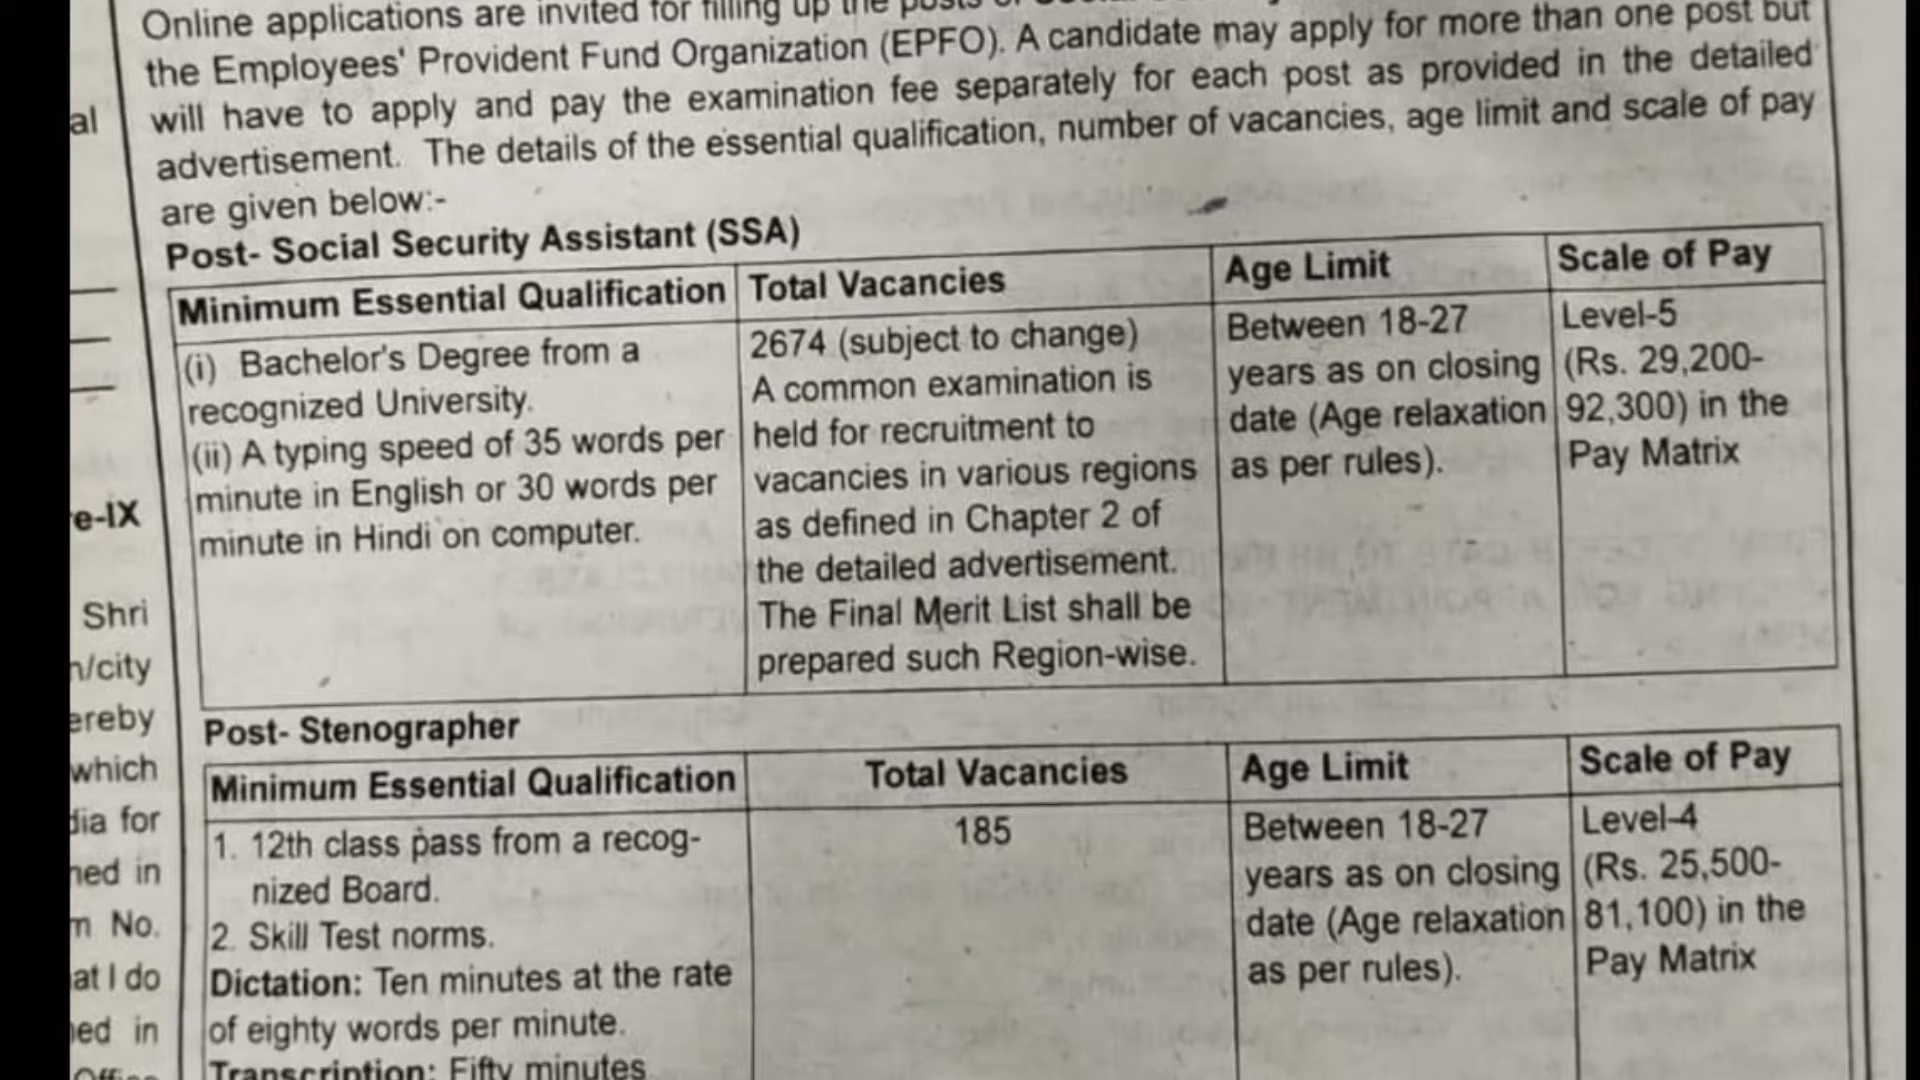 Online applications are invited for filling up the posts of
the Employees' Provident Fund Organization (EPFO). A candidate may apply for more than one post but
will have to apply and pay the examination fee separately for each post as provided in the detailed
advertisement. The details of the essential qualification, number of vacancies, age limit and scale of pay
are given below:-
Post- Social Security Assistant (SSA)
Minimum Essential Qualification
(i) Bachelor's Degree from a
recognized University.
(ii) A typing speed of 35 words per
minute in English or 30 words per
minute in Hindi on computer.
Total Vacancies
2674 (subject to change)
A common examination is
held for recruitment to
vacancies in various regions
as defined in Chapter 2 of
the detailed advertisement.
The Final Merit List shall be
prepared such Region-wise.
Age Limit
Between 18-27
years as on closing
date (Age relaxation
as per rules).
Scale of Pay
Level-5
(Rs. 29,200-
92,300) in the
Pay Matrix
Post- Stenographer
Minimum Essential Qualification
1. 12th class pass from a recog-
nized Board.
2. Skill Test norms.
Dictation: Ten minutes at the rate
of eighty words per minute.
Transcription: Fifty minutes
Total Vacancies
185
Age Limit
Between 18-27
years as on closing
date (Age relaxation
as per rules).
Scale of Pay
Level-4
(Rs. 25,500-
81,100) in the
Pay Matrix
al
e-IX
Shri
n/city
ereby
which
dia for
ned in
m No.
at I do
ned in